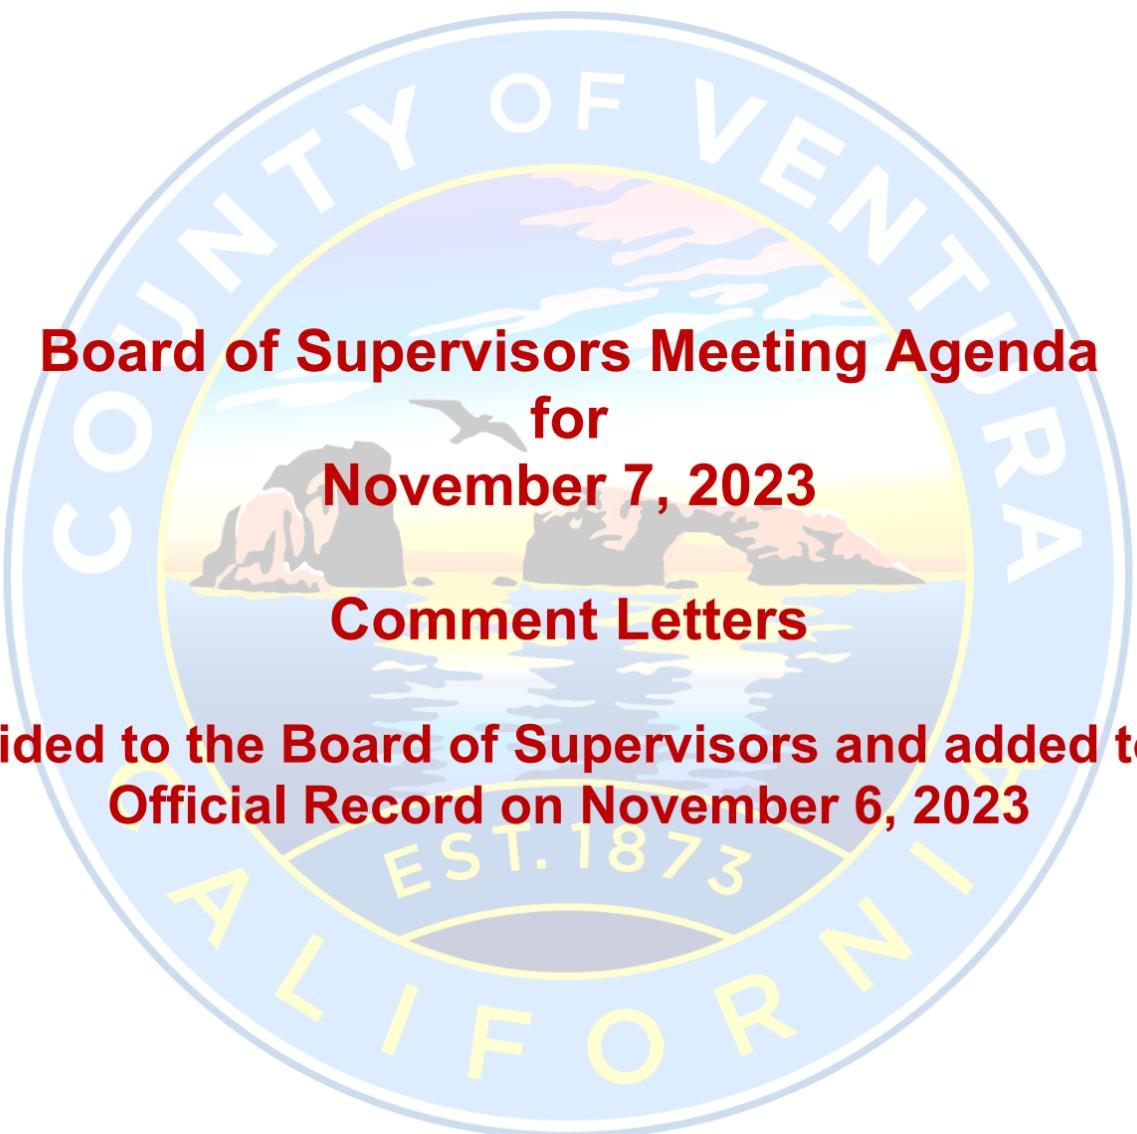 COUNTY OF VENTURA
Board of Supervisors Meeting Agenda
for
November 7, 2023
Comment Letters
ided to the Board of Supervisors and added
Official Record on November 6, 2023
EST. 1873
CALIFORNIA